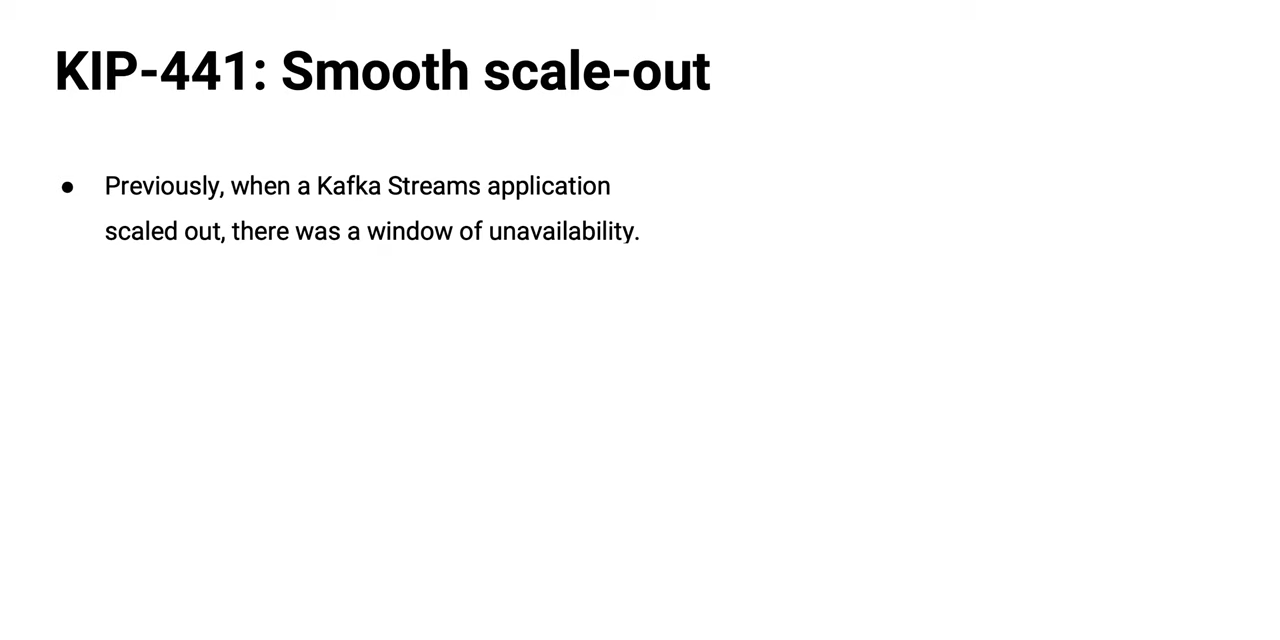 KIP-441: Smooth scale-out
● Previously, when a Kafka Streams application
scaled out, there was a window of unavailability.